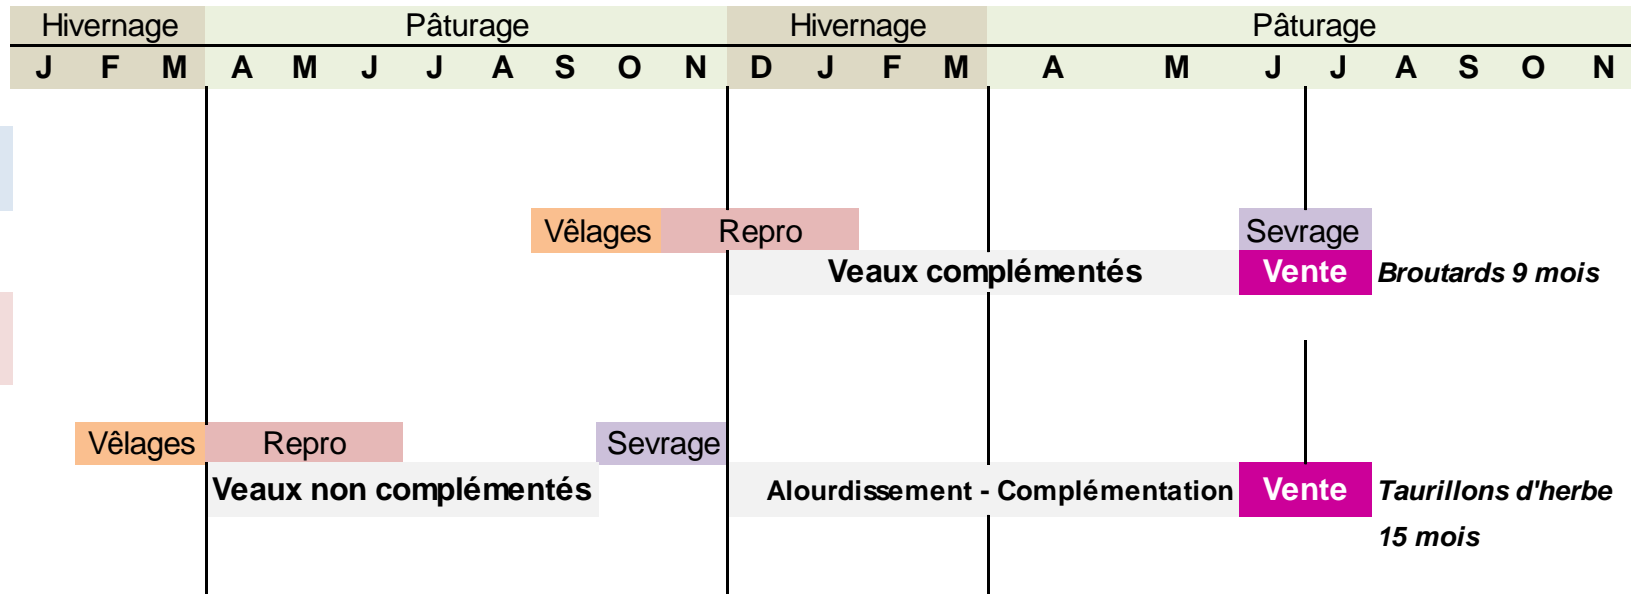 Hivernage Pâturage Hivernage Pâturage
J F M A M J J A S O N D J F M A M J J A S O N
Vêlages Repro Sevrage
Veaux complémentés Vente Broutards 9 mois
Vêlages Repro Sevrage
Veaux non complémentés Alourdissement - Complémentation Vente Taurillons d'herbe
15 mois